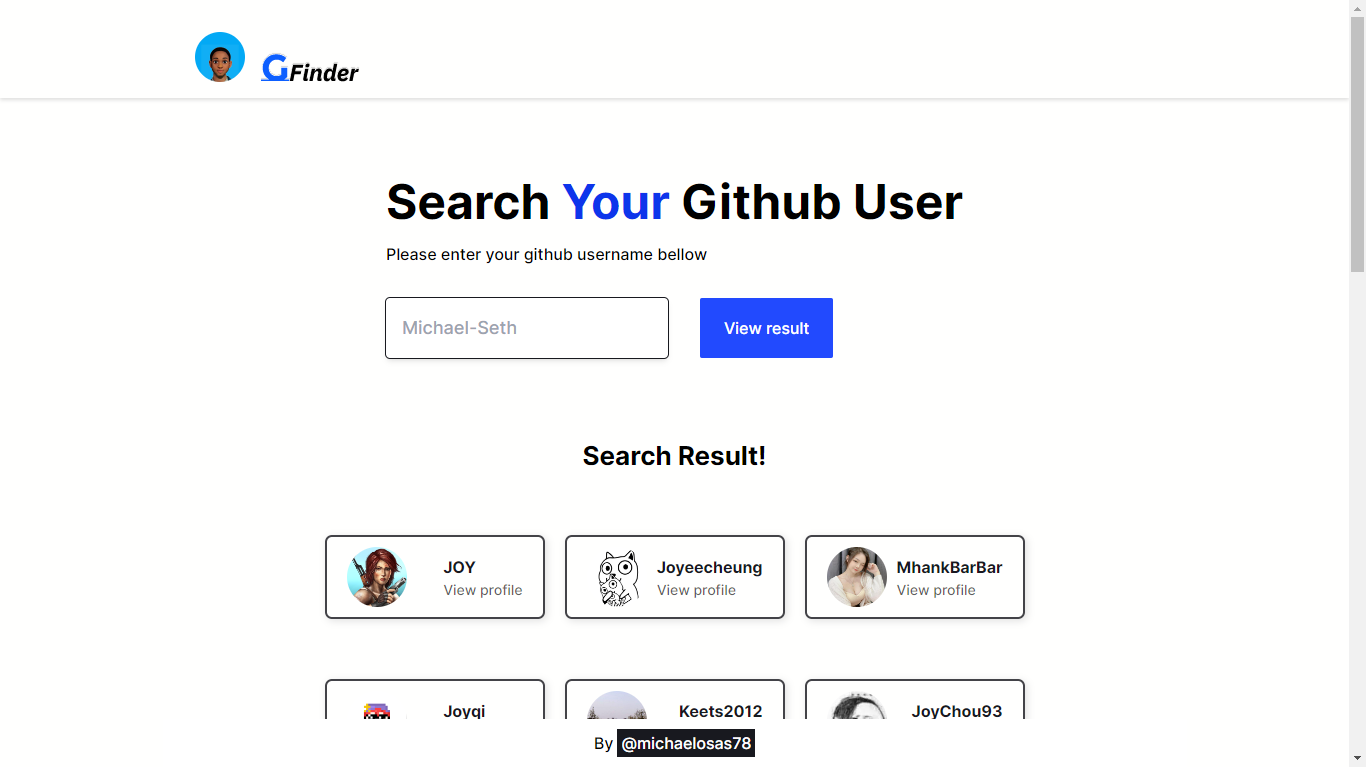 GFinder
Search Your Github User
Please enter your github username bellow
Michael-Seth
View result
Search Result!
JOY
View profile
Joyeecheung
View profile
MhankBarBar
View profile
Joyqi
Keets2012
JoyChou93
By @michaelosas78